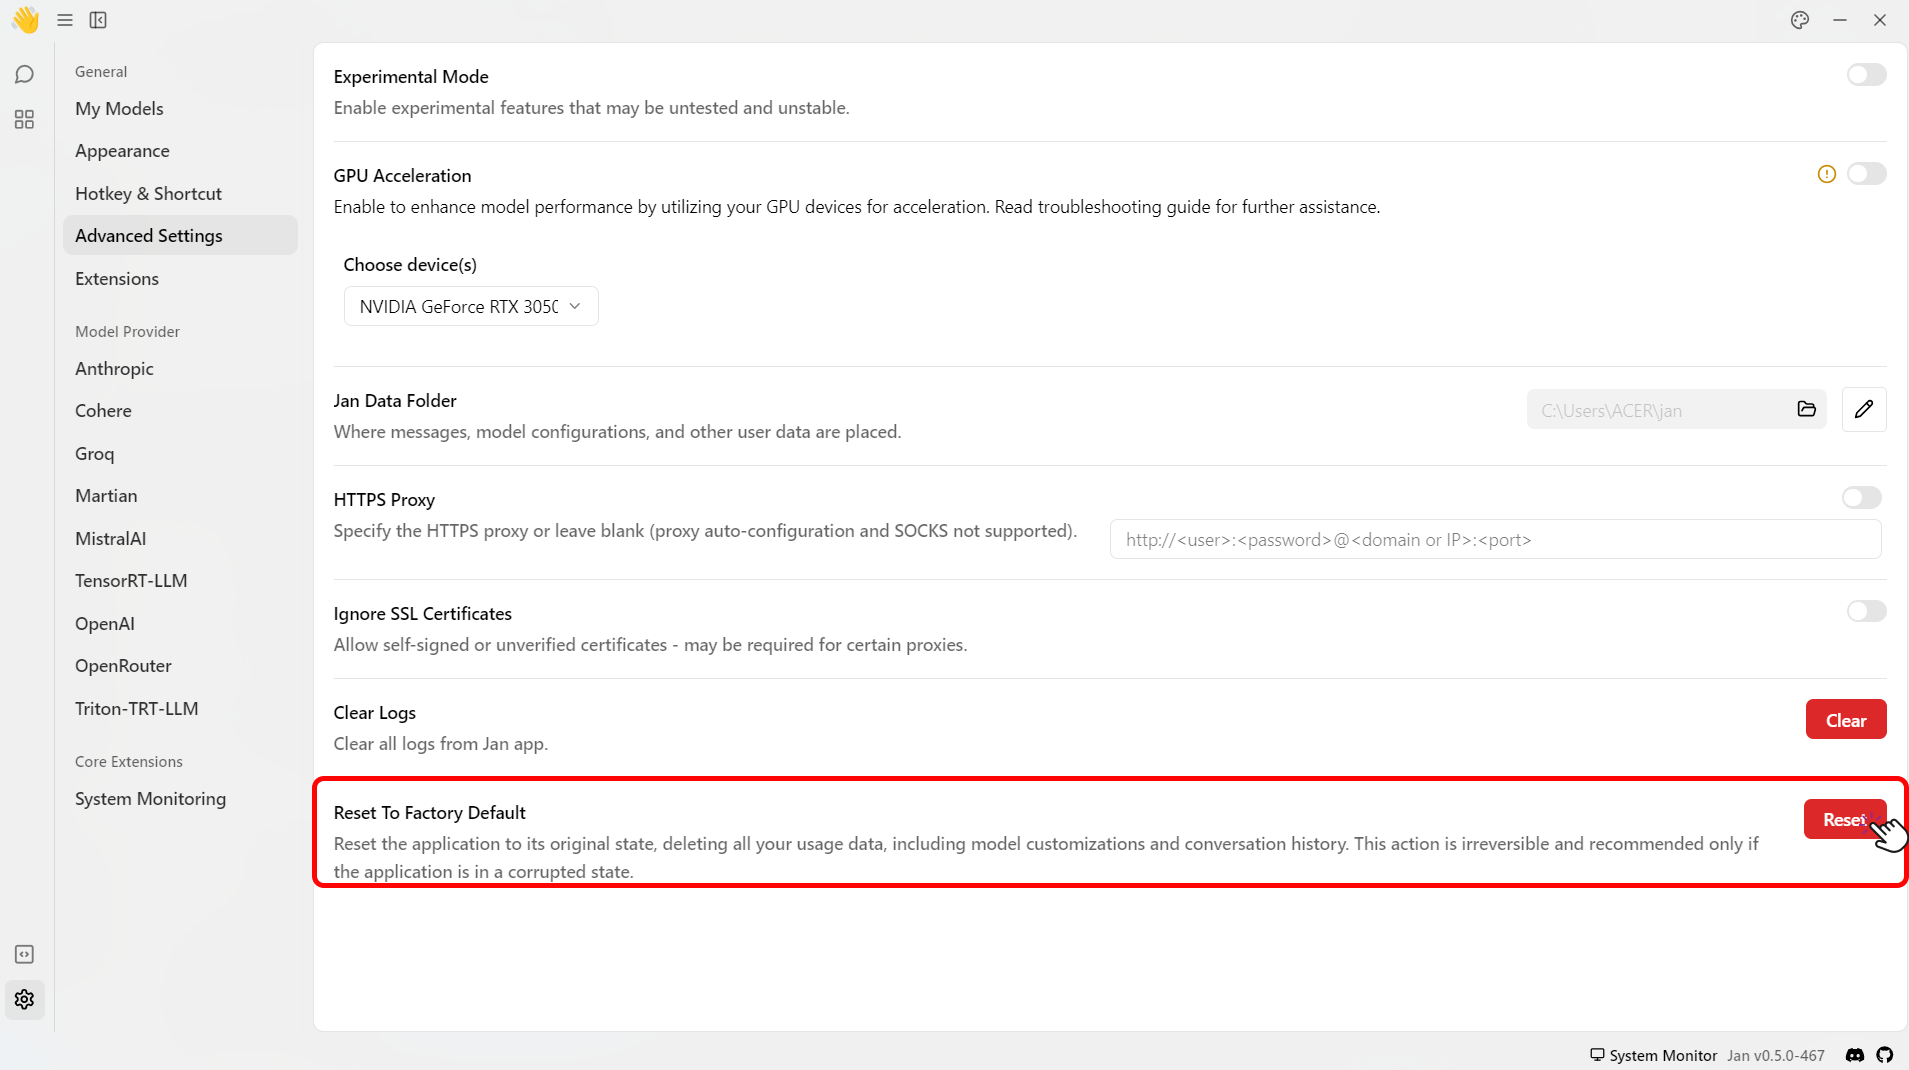 General
My Models
Appearance
Hotkey & Shortcut
Advanced Settings
Extensions
Model Provider
Anthropic
Cohere
Groq
Martian
MistralAI
TensorRT-LLM
OpenAI
OpenRouter
Triton-TRT-LLM
Core Extensions
System Monitoring
Experimental Mode
Enable experimental features that may be untested and unstable.
GPU Acceleration
Enable to enhance model performance by utilizing your GPU devices for acceleration. Read troubleshooting guide for further assistance.
Choose device(s)
NVIDIA GeForce RTX 3050
Jan Data Folder
Where messages, model configurations, and other user data are placed.
C:\Users\ACER\jan
HTTPS Proxy
Specify the HTTPS proxy or leave blank (proxy auto-configuration and SOCKS not supported).
http://<user>:<password>@<domain or IP>:<port>
Ignore SSL Certificates
Allow self-signed or unverified certificates - may be required for certain proxies.
Clear Logs
Clear all logs from Jan app.
Clear
Reset To Factory Default
Reset the application to its original state, deleting all your usage data, including model customizations and conversation history. This action is irreversible and recommended only if
the application is in a corrupted state.
Reset
System Monitor
Jan v0.5.0-467